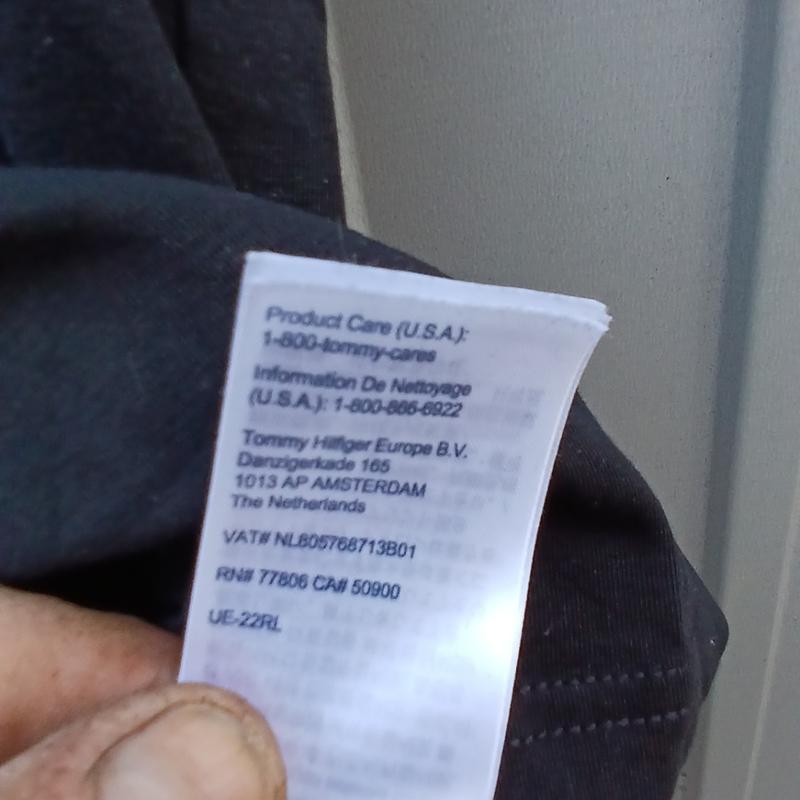 Product Care (U.S.A.):
1-800-tommy-cares
Information De Nettoyage
(U.S.A.): 1-800-866-6922
Tommy Hilfiger Europe B.V.
Danzigerkade 165
1013 AP AMSTERDAM
The Netherlands
VAT# NL805768713B01
RN# 77806 CA# 50900
UE-22RL